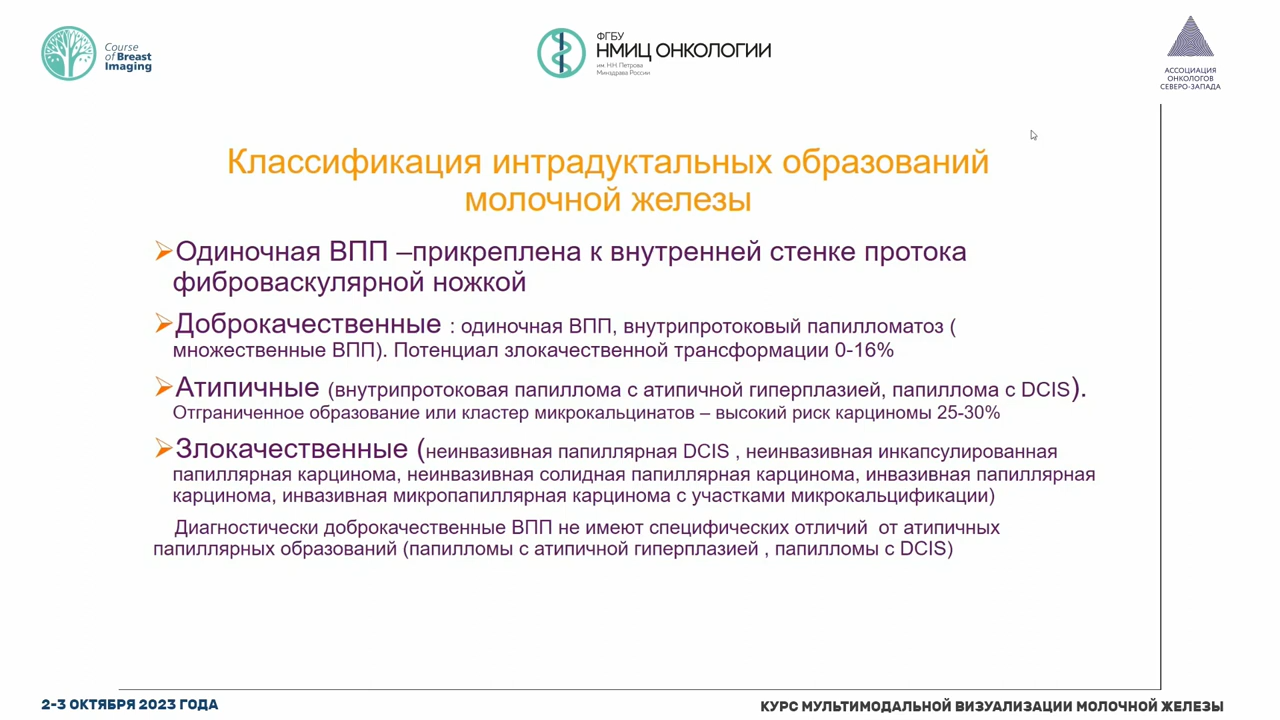 Course
of Breast
Imaging
ФГБУ
НМИЦ ОНКОЛОГИИ
им. Н.Н. Петрова
Минздрава России
АССОЦИАЦИЯ
ОНКОЛОГОВ
СЕВЕРО-ЗАПАДА
Классификация интрадуктальных образований
молочной железы
Одиночная ВПП –прикреплена к внутренней стенке протока
фиброваскулярной ножкой
Доброкачественные : одиночная ВПП, внутрипротоковый папилломатоз (
множественные ВПП). Потенциал злокачественной трансформации 0-16%
Атипичные (внутрипротоковая папиллома с атипичной гиперплазией, папиллома с DCIS).
Отграниченное образование или кластер микрокальцинатов – высокий риск карциномы 25-30%
Злокачественные (неинвазивная папиллярная DCIS , неинвазивная инкапсулированная
папиллярная карцинома, неинвазивная солидная папиллярная карцинома, инвазивная папиллярная
карцинома, инвазивная микропапиллярная карцинома с участками микрокальцификации)
Диагностически доброкачественные ВПП не имеют специфических отличий от атипичных
папиллярных образований (папилломы с атипичной гиперплазией , папилломы с DCIS)
2-3 ОКТЯБРЯ 2023 ГОДА
КУРС МУЛЬТИМОДАЛЬНОЙ ВИЗУАЛИЗАЦИИ МОЛОЧНОЙ ЖЕЛЕЗЫ